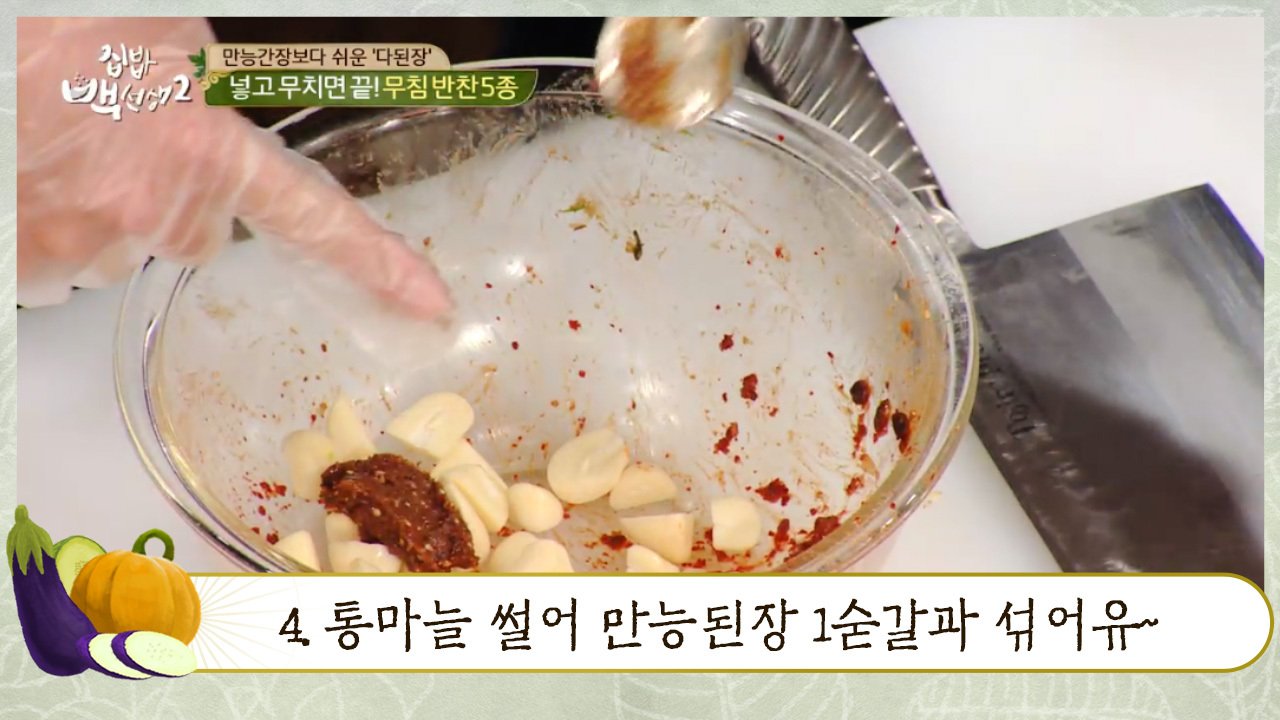 집밥
백선생2
만능간장보다 쉬운 '다된장'
넣고 무치면 끝! 무침 반찬 5종
4. 통마늘 썰어 만능된장 1숟갈과 섞어유~